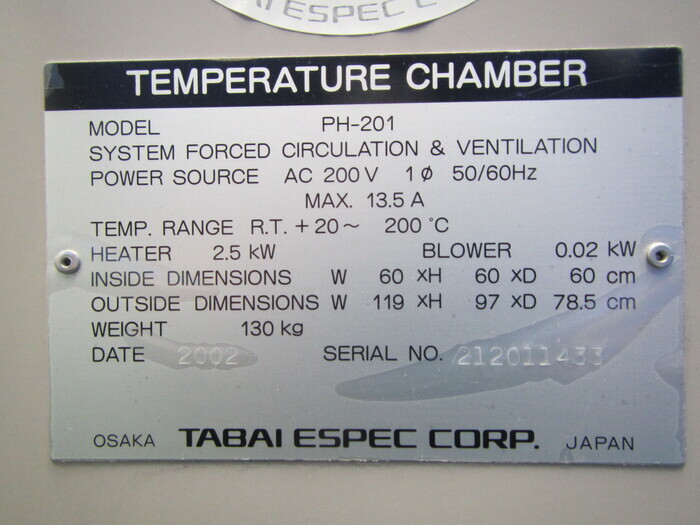 ESPEC C
TEMPERATURE CHAMBER
MODEL PH-201
SYSTEM FORCED CIRCULATION & VENTILATION
POWER SOURCE AC 200 V 1 ϕ 50/60Hz
MAX. 13.5 A
TEMP. RANGE R.T. + 20 ~ 200 °C
HEATER 2.5 kW BLOWER 0.02 kW
INSIDE DIMENSIONS W 60 XH 60 XD 60 cm
OUTSIDE DIMENSIONS W 119 XH 97 XD 78.5 cm
WEIGHT 130 kg
DATE 2002 SERIAL NO. 212011433
OSAKA TABAI ESPEC CORP. JAPAN